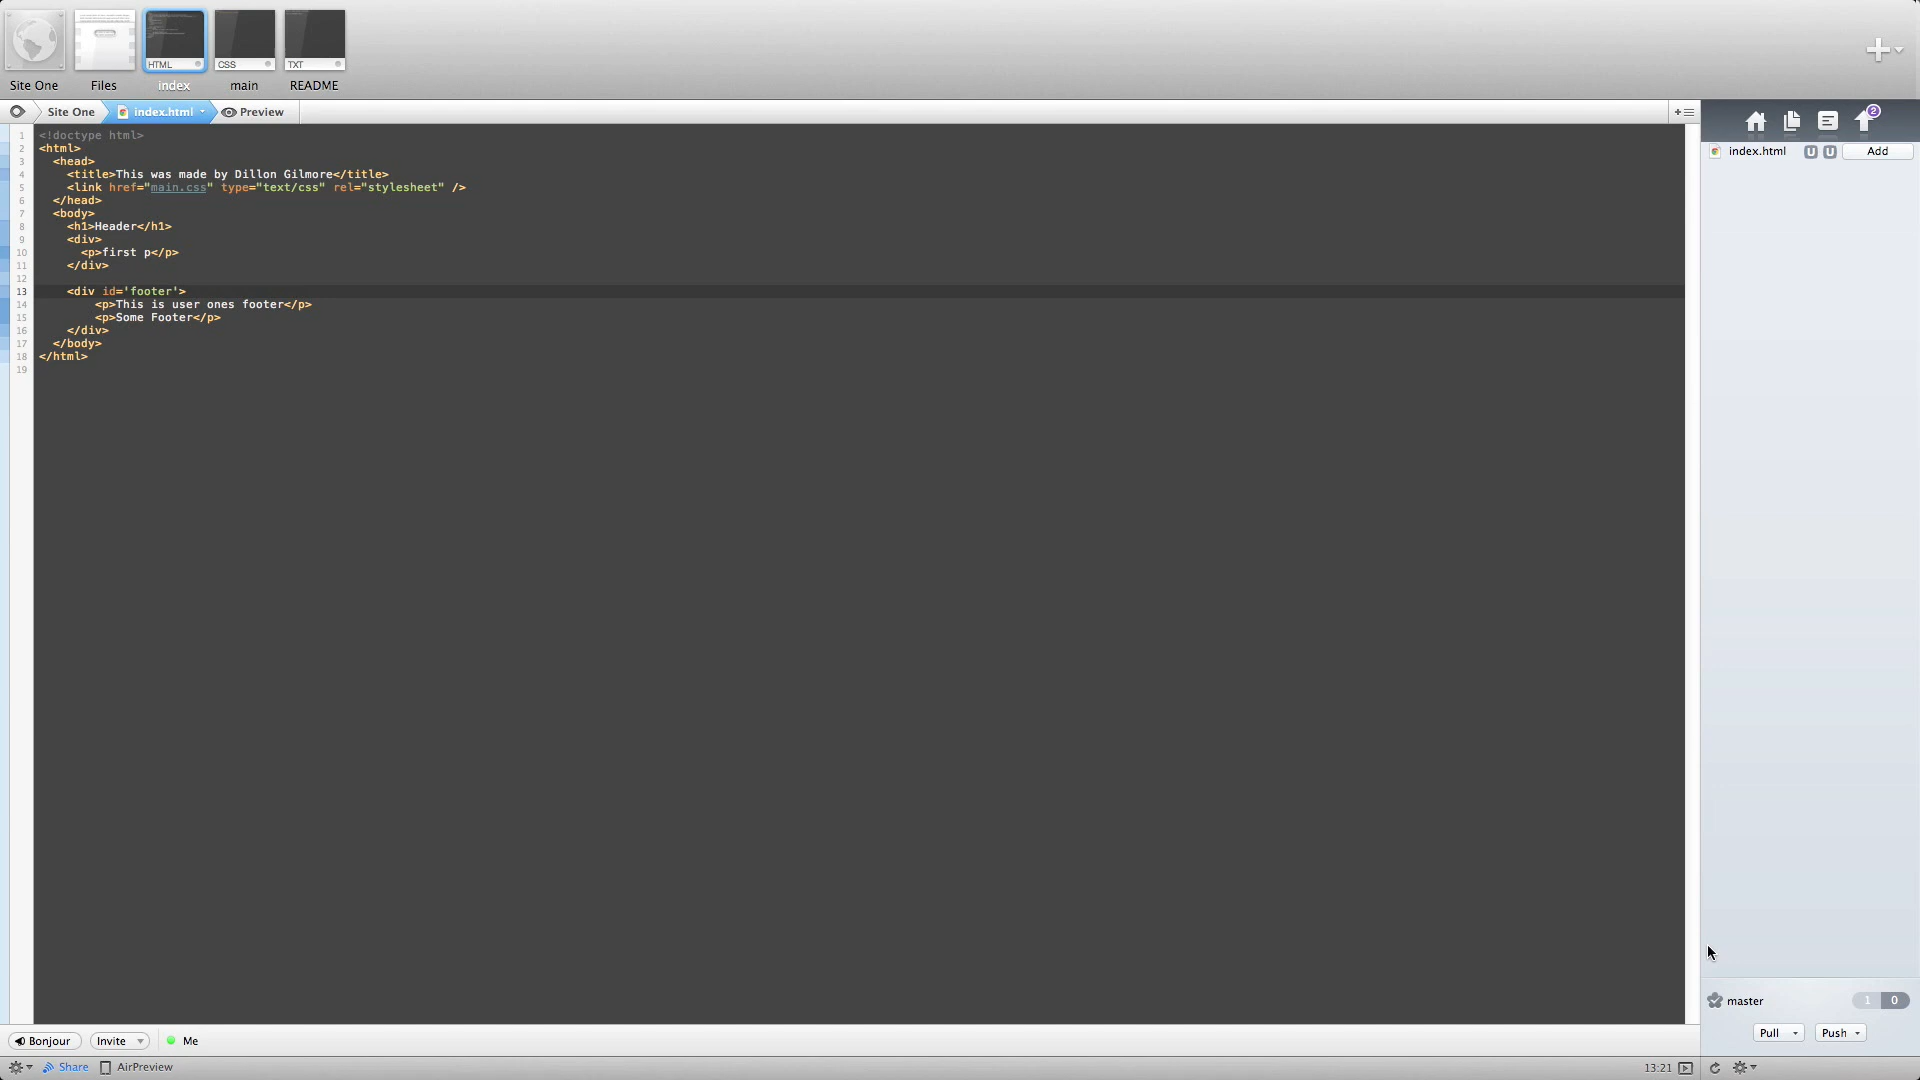 HTML CSS TXT
Site One Files index main README
Site One index.html Preview
2
index.html U U Add
1 <!doctype html>
2 <html>
3 <head>
4 <title>This was made by Dillon Gilmore</title>
5 <link href="main.css" type="text/css" rel="stylesheet" />
6 </head>
7 <body>
8 <h1>Header</h1>
9 <div>
10 <p>first p</p>
11 </div>
12
13 <div id='footer'>
14 <p>This is user ones footer</p>
15 <p>Some Footer</p>
16 </div>
17 </body>
18 </html>
19
master 1 0
Pull Push
Bonjour Invite Me
Share AirPreview 13:21